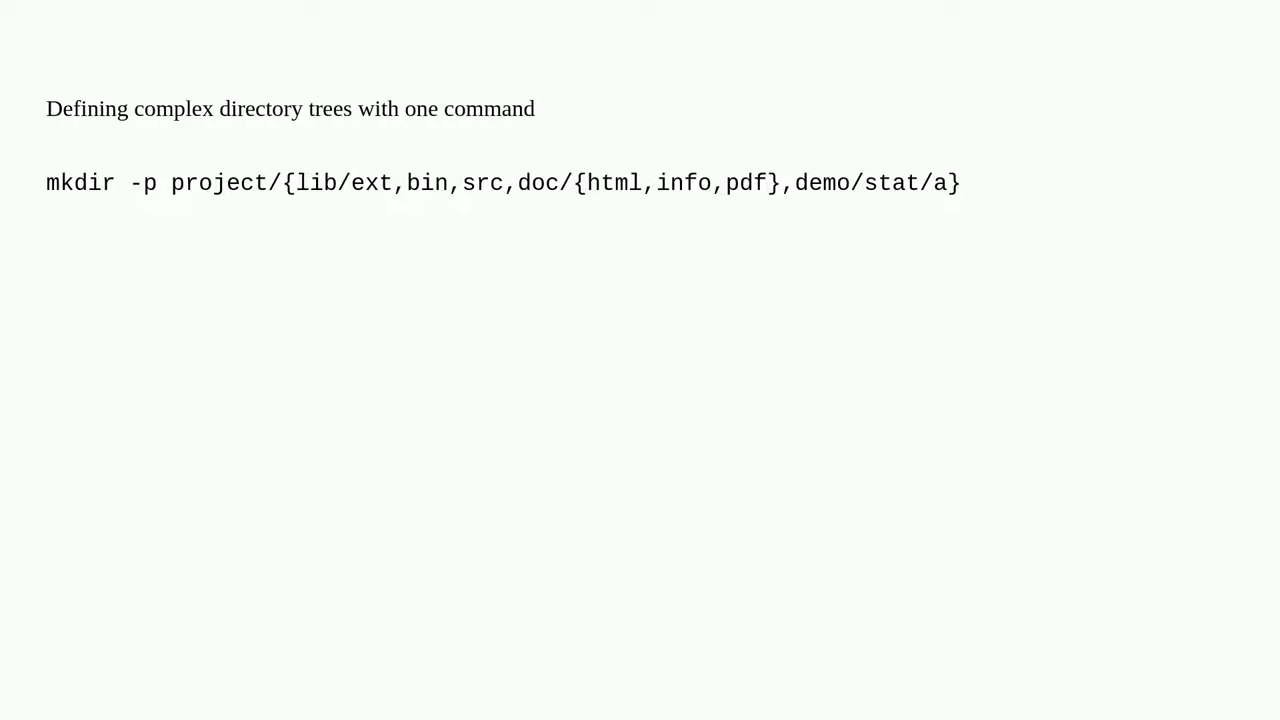 Defining complex directory trees with one command
mkdir -p project/{lib/ext,bin,src,doc/{html,info,pdf},demo/stat/a}